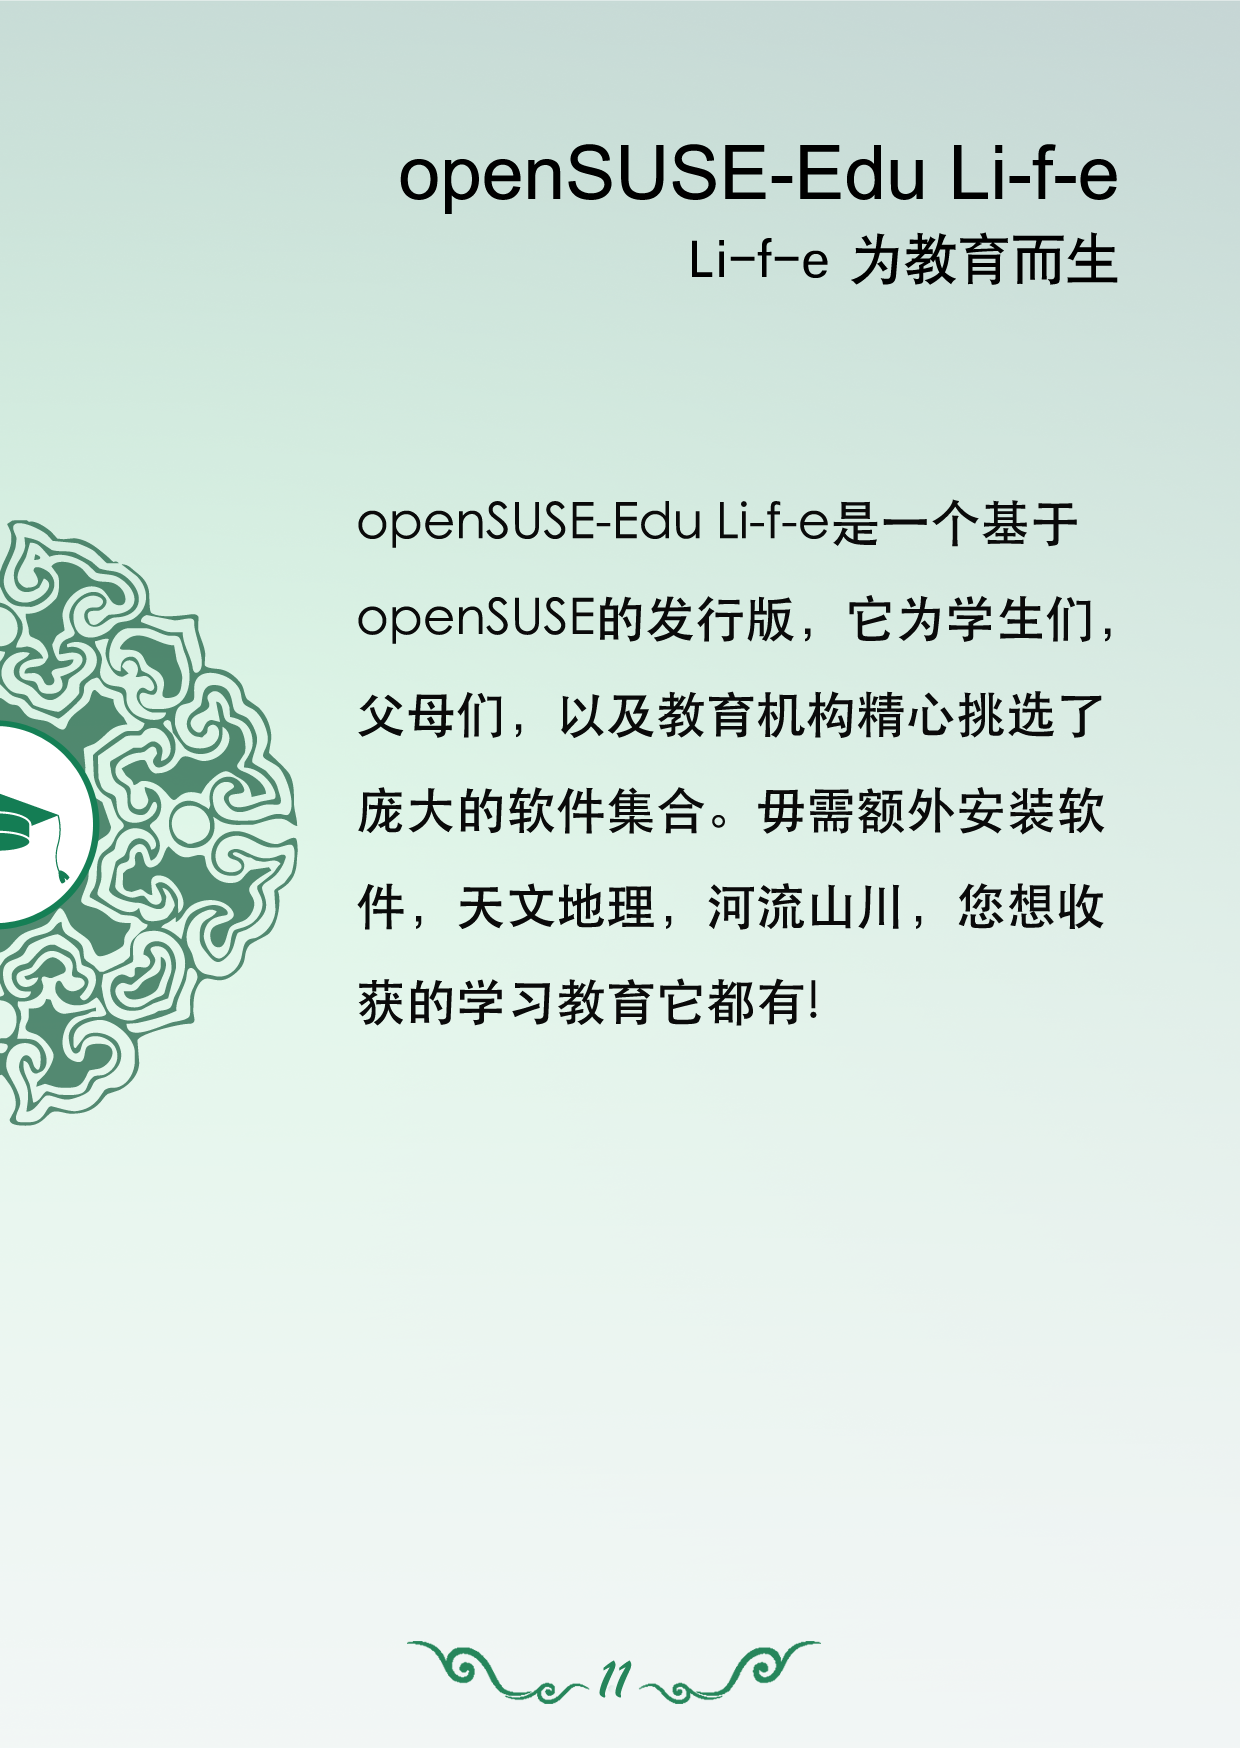 openSUSE-Edu Li-f-e
Li-f-e 为教育而生
openSUSE-Edu Li-f-e是一个基于
openSUSE的发行版，它为学生们，
父母们，以及教育机构精心挑选了
庞大的软件集合。毋需额外安装软
件，天文地理，河流山川，您想收
获的学习教育它都有!
11